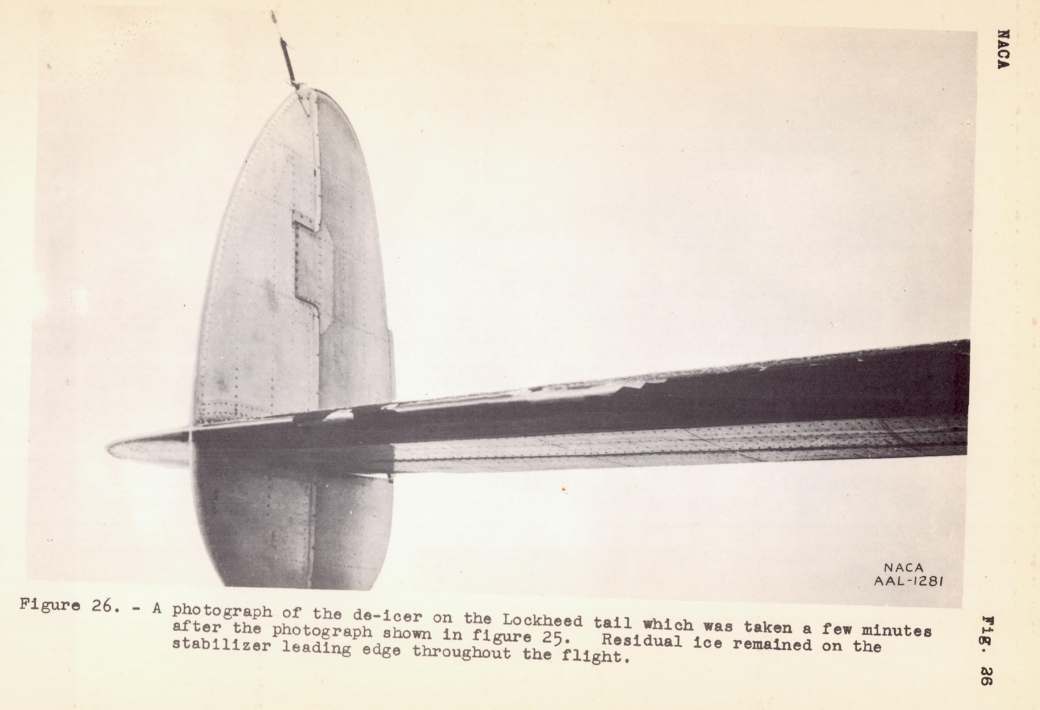 NACA
NACA
AAL-1281
Figure 26. - A photograph of the de-icer on the Lockheed tail which was taken a few minutes
after the photograph shown in figure 25. Residual ice remained on the
stabilizer leading edge throughout the flight.
Fig. 26